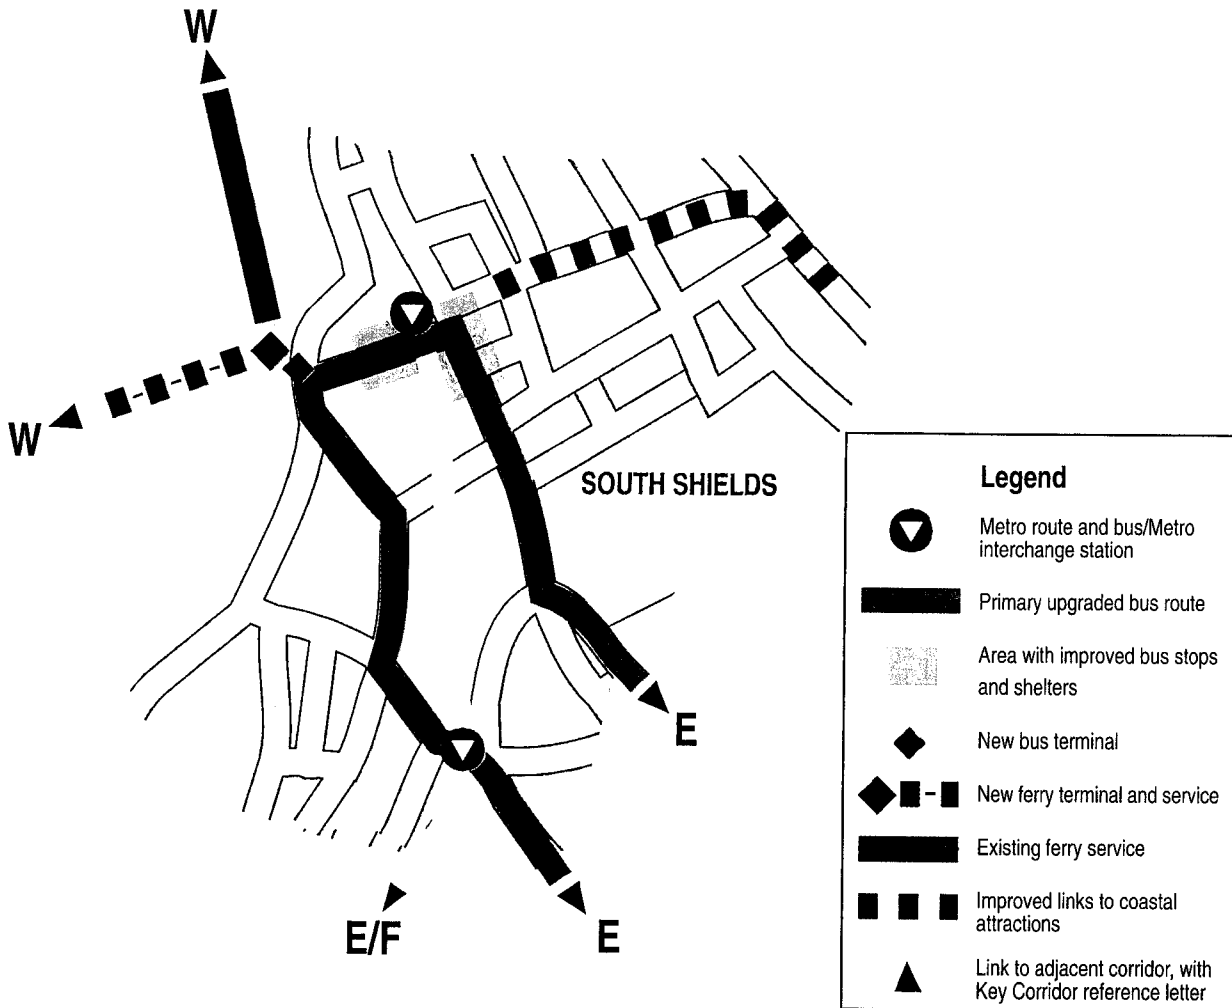 W
W
SOUTH SHIELDS
E
E/F
E
Legend
Metro route and bus/Metro
interchange station
Primary upgraded bus route
Area with improved bus stops
and shelters
New bus terminal
New ferry terminal and service
Existing ferry service
Improved links to coastal
attractions
Link to adjacent corridor, with
Key Corridor reference letter